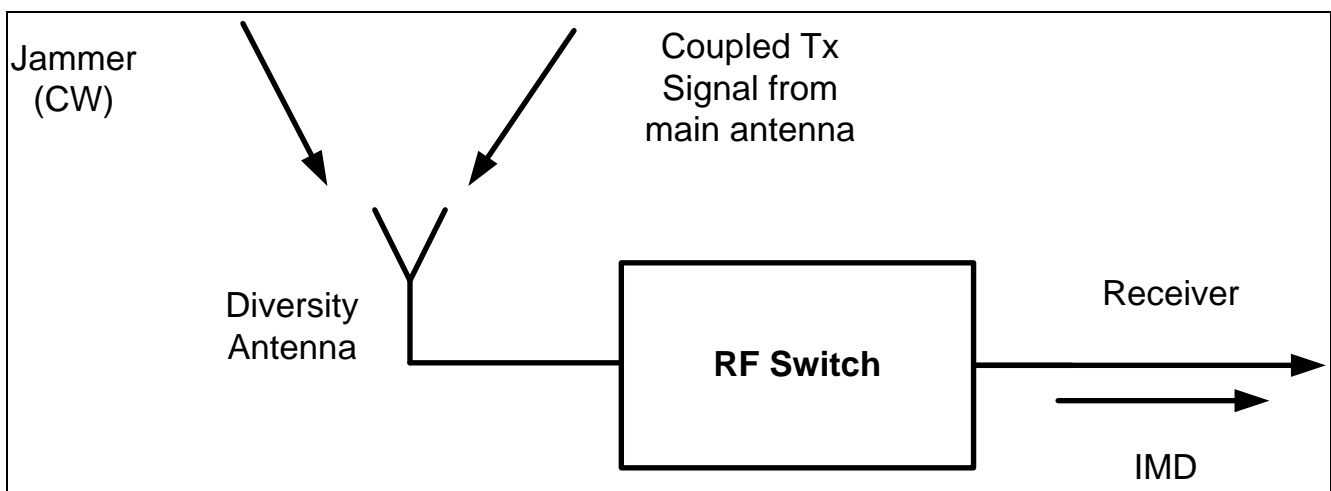 Jammer
(CW)
Coupled Tx
Signal from
main antenna
Diversity
Antenna
RF Switch
Receiver
IMD